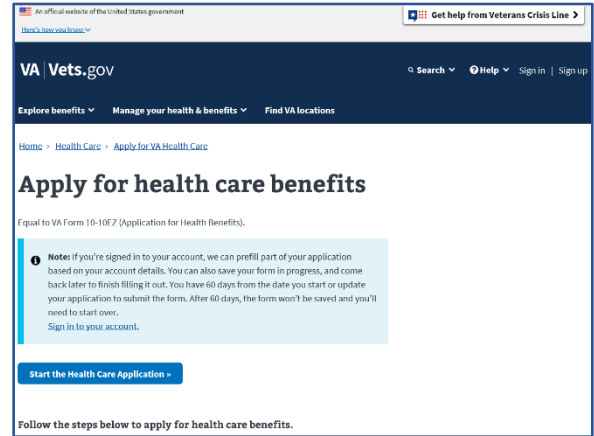 An official website of the United States government
Here's how you know
Get help from Veterans Crisis Line
VA | Vets.gov
Search
Help
Sign in | Sign up
Explore benefits
Manage your health & benefits
Find VA locations
Home › Health Care › Apply for VA Health Care
Apply for health care benefits
Equal to VA Form 10-10EZ (Application for Health Benefits).
Note: If you're signed in to your account, we can prefill part of your application
based on your account details. You can also save your form in progress, and come
back later to finish filling it out. You have 60 days from the date you start or update
your application to submit the form. After 60 days, the form won't be saved and you'll
need to start over.
Sign in to your account.
Start the Health Care Application »
Follow the steps below to apply for health care benefits.